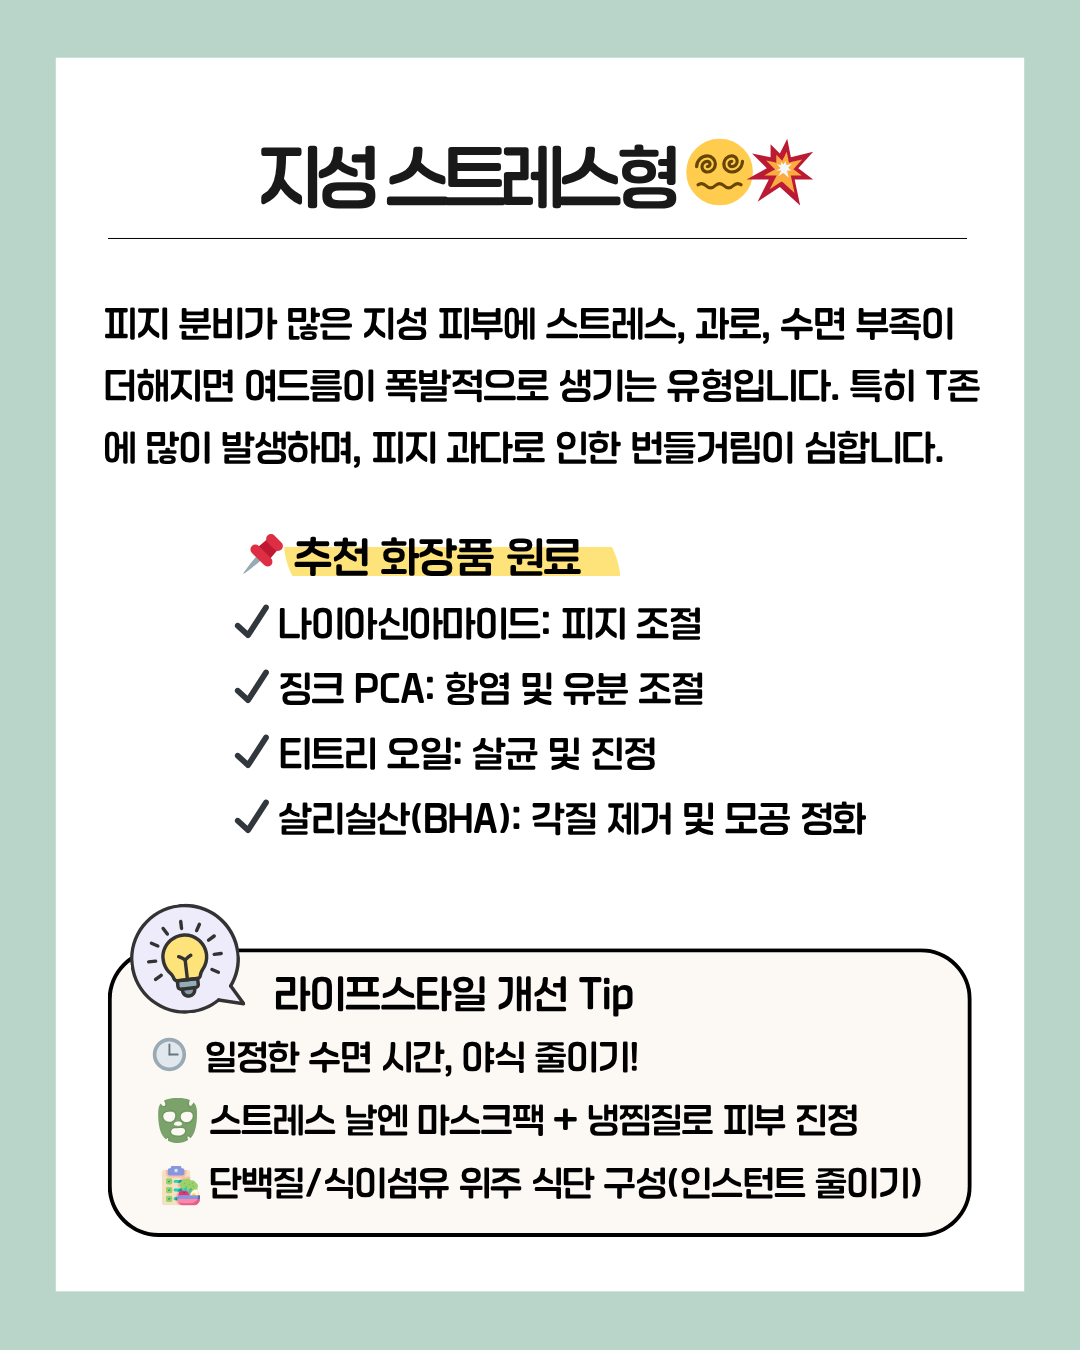 지성 스트레스형
피지 분비가 많은 지성 피부에 스트레스, 과로, 수면 부족이
더해지면 여드름이 폭발적으로 생기는 유형입니다. 특히 T존
에 많이 발생하며, 피지 과다로 인한 번들거림이 심합니다.
추천 화장품 원료
나이아신아마이드: 피지 조절
징크 PCA: 항염 및 유분 조절
티트리 오일: 살균 및 진정
살리실산(BHA): 각질 제거 및 모공 정화
라이프스타일 개선 Tip
일정한 수면 시간, 야식 줄이기!
스트레스 날엔 마스크팩 + 냉찜질로 피부 진정
단백질/식이섬유 위주 식단 구성(인스턴트 줄이기)